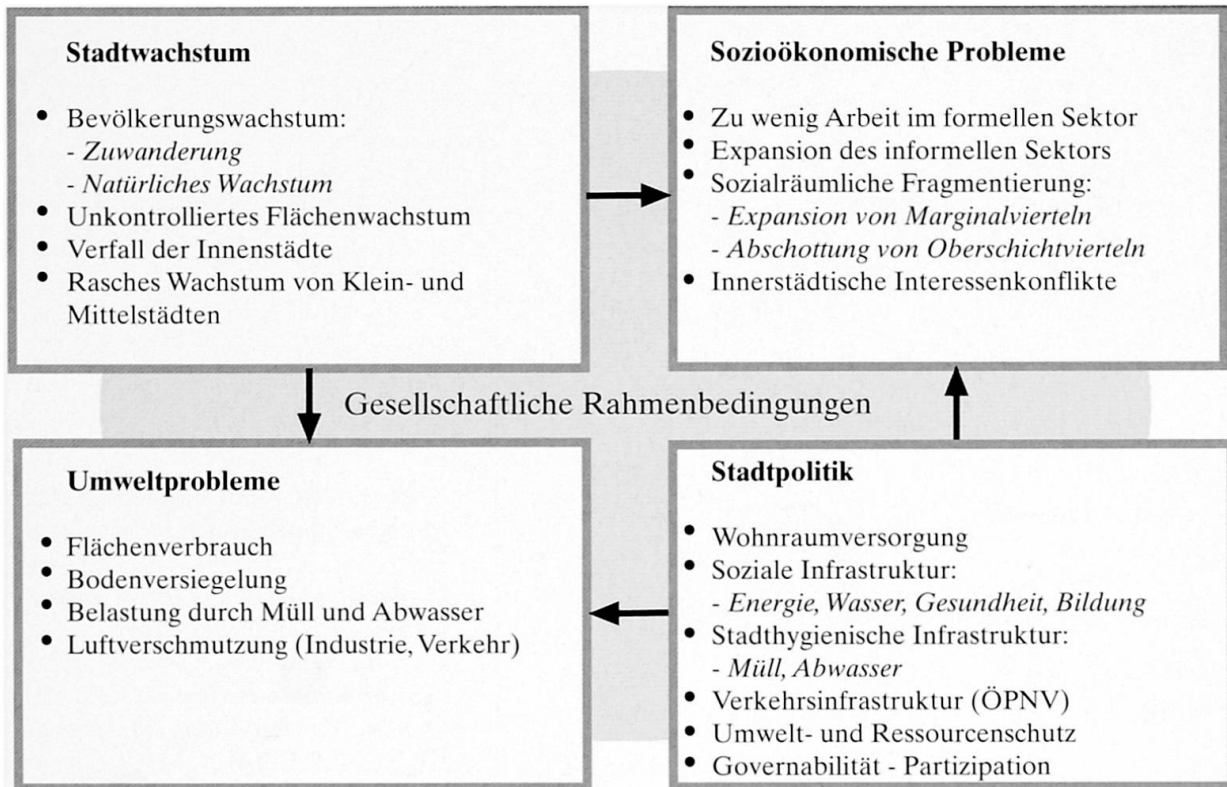 Stadtwachstum
• Bevölkerungswachstum:
- Zuwanderung
- Natürliches Wachstum
• Unkontrolliertes Flächenwachstum
• Verfall der Innenstädte
• Rasches Wachstum von Klein- und
Mittelstädten
Sozioökonomische Probleme
• Zu wenig Arbeit im formellen Sektor
• Expansion des informellen Sektors
• Sozialräumliche Fragmentierung:
- Expansion von Marginalvierteln
- Abschottung von Oberschichtvierteln
• Innerstädtische Interessenkonflikte
Gesellschaftliche Rahmenbedingungen
Umweltprobleme
• Flächenverbrauch
• Bodenversiegelung
• Belastung durch Müll und Abwasser
• Luftverschmutzung (Industrie, Verkehr)
Stadtpolitik
• Wohnraumversorgung
• Soziale Infrastruktur:
- Energie, Wasser, Gesundheit, Bildung
• Stadthygienische Infrastruktur:
- Müll, Abwasser
• Verkehrsinfrastruktur (ÖPNV)
• Umwelt- und Ressourcenschutz
• Governabilität - Partizipation